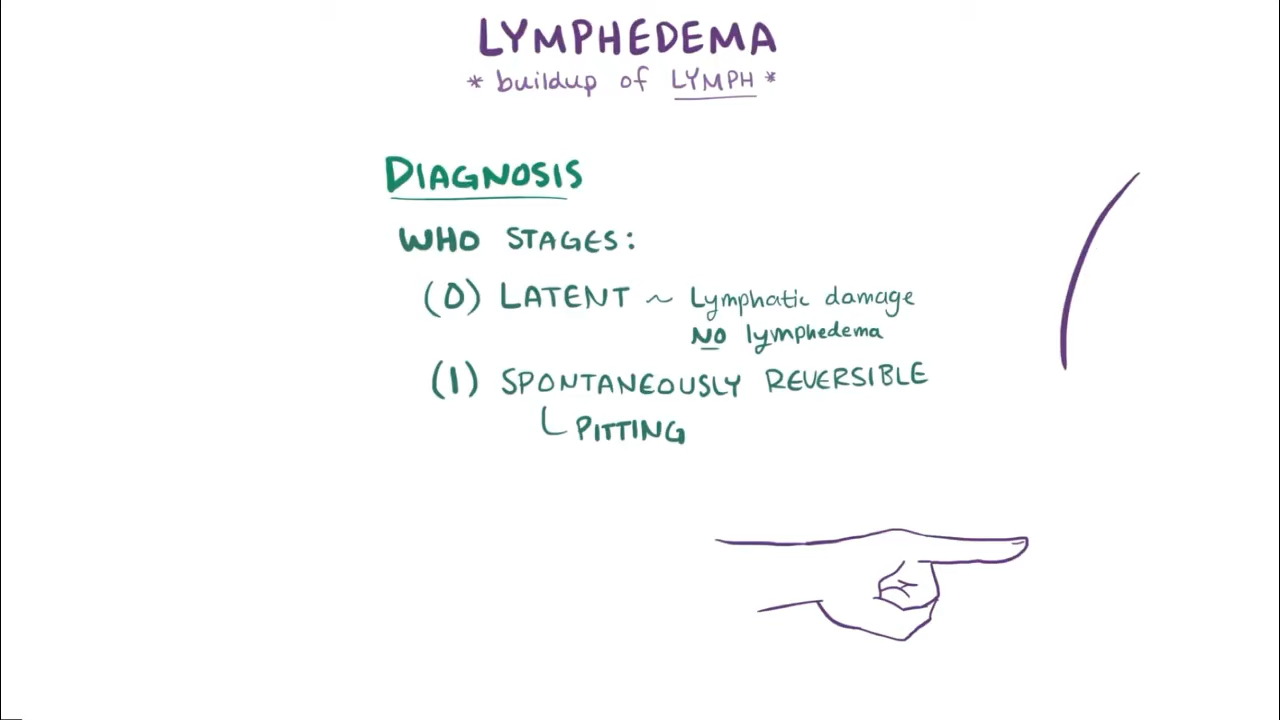 LYMPHEDEMA
* buildup of LYMPH *
DIAGNOSIS
WHO STAGES:
(0) LATENT ~ Lymphatic damage
NO lymphedema
(1) SPONTANEOUSLY REVERSIBLE
PITTING